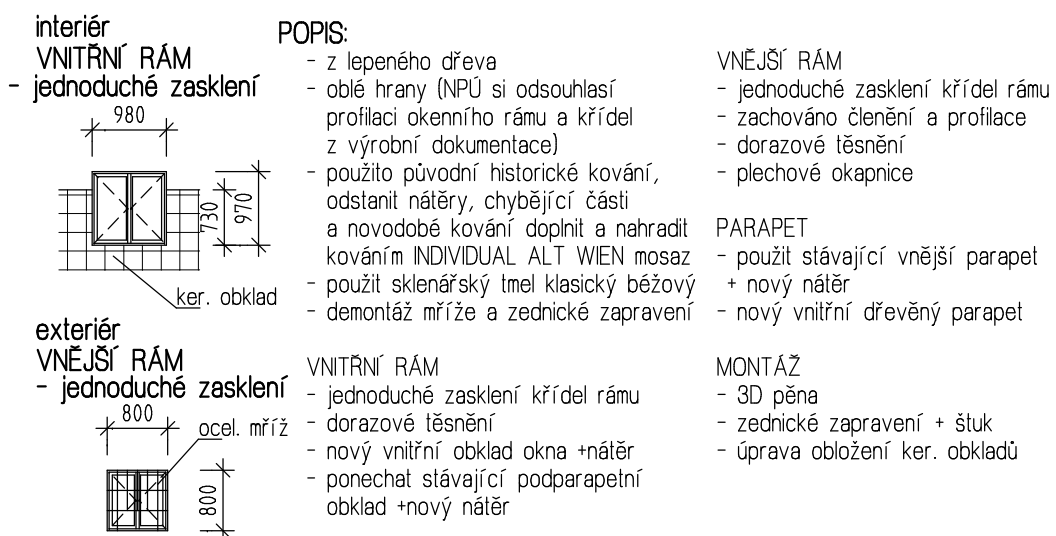 interiér
VNITŘNÍ RÁM
- jednoduché zasklení
980
730
970
ker. obklad
exteriér
VNĚJŠÍ RÁM
- jednoduché zasklení
800
ocel. mříž
800
POPIS:
- z lepeného dřeva
- oblé hrany (NPÚ si odsouhlasí
profilaci okenního rámu a křídel
z výrobní dokumentace)
- použito původní historické kování,
odstanit nátěry, chybějící části
a novodobé kování doplnit a nahradit
kováním INDIVIDUAL ALT WIEN mosaz
- použit sklenářský tmel klasický béžový
- demontáž mříže a zednické zapravení
VNITŘNÍ RÁM
- jednoduché zasklení křídel rámu
- dorazové těsnění
- nový vnitřní obklad okna +nátěr
- ponechat stávající podparapetní
obklad +nový nátěr
VNĚJŠÍ RÁM
- jednoduché zasklení křídel rámu
- zachováno členění a profilace
- dorazové těsnění
- plechové okapnice
PARAPET
- použit stávající vnější parapet
+ nový nátěr
- nový vnitřní dřevěný parapet
MONTÁŽ
- 3D pěna
- zednické zapravení + štuk
- úprava obložení ker. obkladů